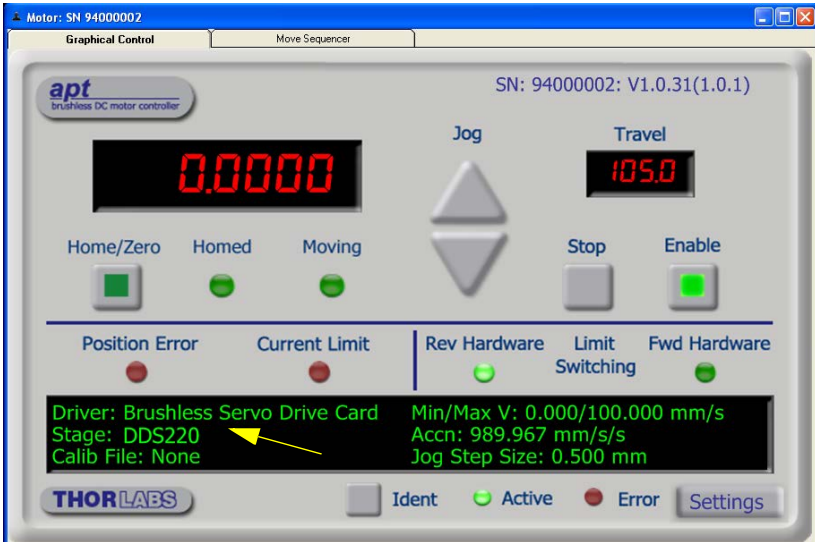 Motor: SN 94000002
Graphical Control
Move Sequencer
apt
brushless DC motor controller
SN: 94000002: V1.0.31(1.0.1)
Jog
Travel
0.0000
105.0
Home/Zero
Homed
Moving
Stop
Enable
Position Error
Current Limit
Rev Hardware
Limit
Switching
Fwd Hardware
Driver: Brushless Servo Drive Card
Stage: DDS220
Calib File: None
Min/Max V: 0.000/100.000 mm/s
Accn: 989.967 mm/s/s
Jog Step Size: 0.500 mm
THORLABS
Ident
Active
Error
Settings